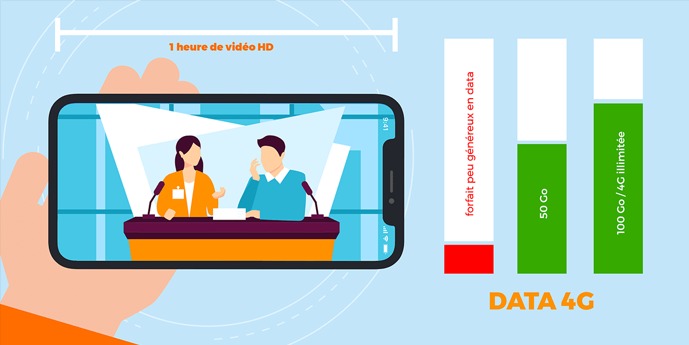 1 heure de vidéo HD
9:41
forfait peu généreux en data
50 Go
100 Go / 4G illimitée
DATA 4G